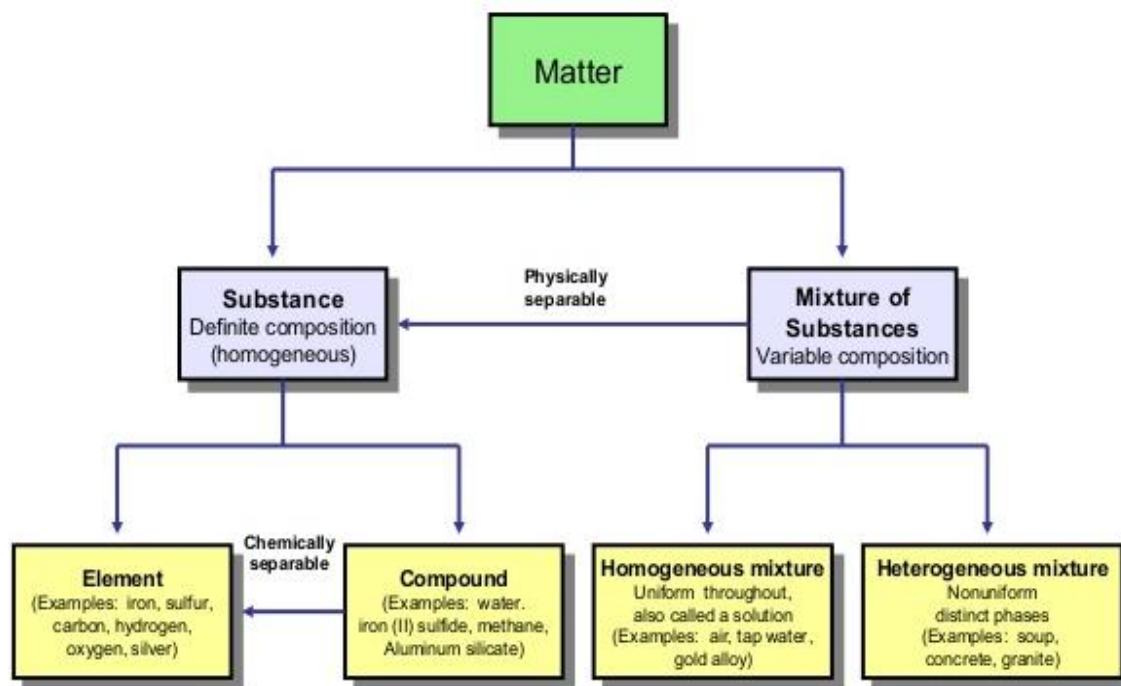 Matter
Substance
Definite composition
(homogeneous)
Physically
separable
Mixture of
Substances
Variable composition
Element
(Examples: iron, sulfur,
carbon, hydrogen,
oxygen, silver)
Chemically
separable
Compound
(Examples: water.
iron (II) sulfide, methane,
Aluminum silicate)
Homogeneous mixture
Uniform throughout,
also called a solution
(Examples: air, tap water,
gold alloy)
Heterogeneous mixture
Nonuniform
distinct phases
(Examples: soup,
concrete, granite)